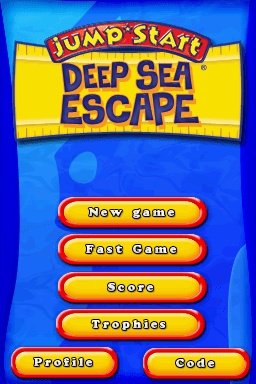 JUMP START
DEEP SEA ®
ESCAPE
New game
Fast Game
Score
Trophies
Profile
Code